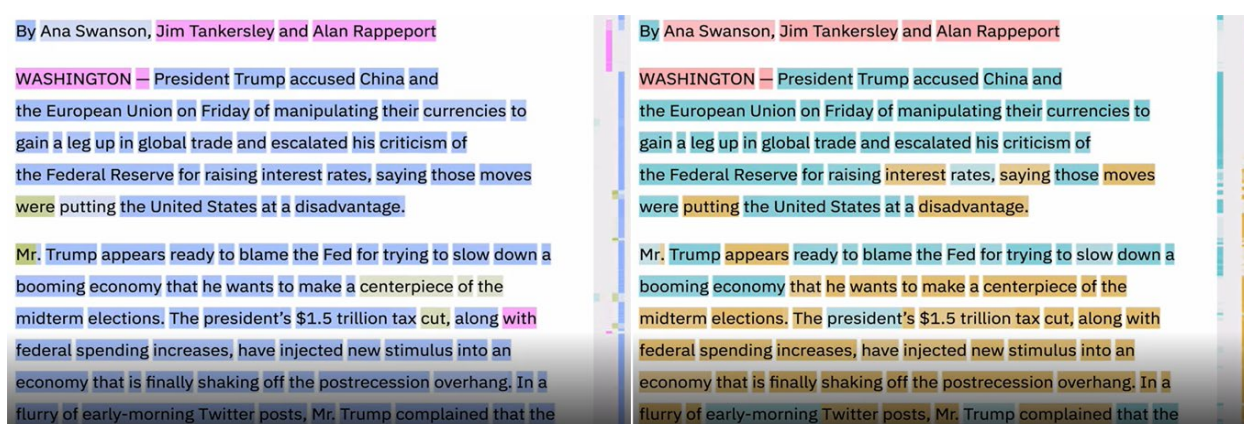 By Ana Swanson, Jim Tankersley and Alan Rappeport
WASHINGTON — President Trump accused China and
the European Union on Friday of manipulating their currencies to
gain a leg up in global trade and escalated his criticism of
the Federal Reserve for raising interest rates, saying those moves
were putting the United States at a disadvantage.
Mr. Trump appears ready to blame the Fed for trying to slow down a
booming economy that he wants to make a centerpiece of the
midterm elections. The president’s $1.5 trillion tax cut, along with
federal spending increases, have injected new stimulus into an
economy that is finally shaking off the postrecession overhang. In a
flurry of early-morning Twitter posts, Mr. Trump complained that the
By Ana Swanson, Jim Tankersley and Alan Rappeport
WASHINGTON — President Trump accused China and
the European Union on Friday of manipulating their currencies to
gain a leg up in global trade and escalated his criticism of
the Federal Reserve for raising interest rates, saying those moves
were putting the United States at a disadvantage.
Mr. Trump appears ready to blame the Fed for trying to slow down a
booming economy that he wants to make a centerpiece of the
midterm elections. The president’s $1.5 trillion tax cut, along with
federal spending increases, have injected new stimulus into an
economy that is finally shaking off the postrecession overhang. In a
flurry of early-morning Twitter posts, Mr. Trump complained that the